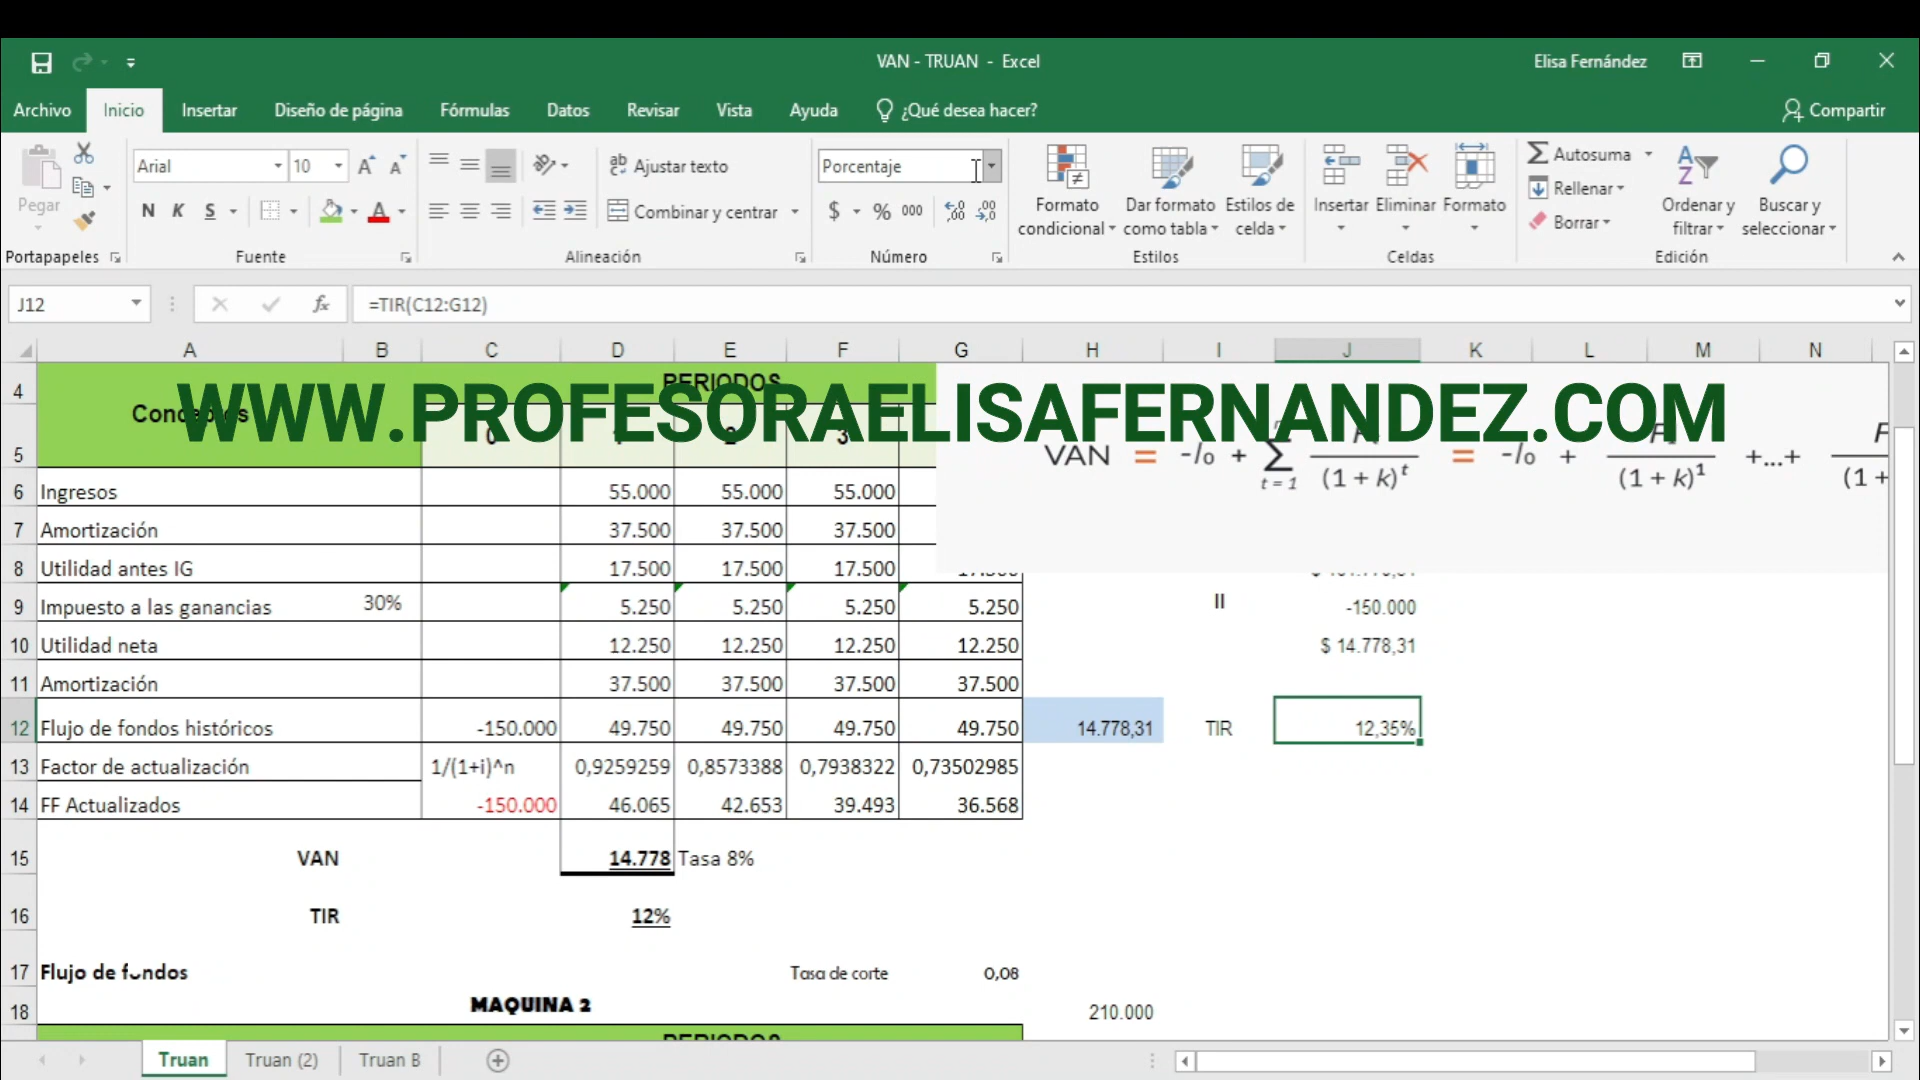 VAN - TRUAN - Excel
Elisa Fernández
Archivo Inicio Insertar Diseño de página Fórmulas Datos Revisar Vista Ayuda ¿Qué desea hacer? Compartir
Pegar
Arial 10
N K S
ab Ajustar texto
Combinar y centrar
Porcentaje
$ % 000
Formato condicional
Dar formato como tabla
Estilos de celda
Insertar Eliminar Formato
Autosuma
Rellenar
Borrar
Ordenar y filtrar
Buscar y seleccionar
Portapapeles Fuente Alineación Número Estilos Celdas Edición
J12 fx =TIR(C12:G12)
A B C D E F G H I J K L M N
4 PERIODOS
WWW.PROFESORAELISAFERNANDEZ.COM
Conceptos
5 0 1 2 3
VAN = -I₀ + Σ t = 1 (1 + k)ᵗ = -I₀ + (1 + k)¹ +...+ (1 +
6 Ingresos 55.000 55.000 55.000
7 Amortización 37.500 37.500 37.500
8 Utilidad antes IG 17.500 17.500 17.500
9 Impuesto a las ganancias 30% 5.250 5.250 5.250 5.250 II -150.000
10 Utilidad neta 12.250 12.250 12.250 12.250 $ 14.778,31
11 Amortización 37.500 37.500 37.500 37.500
12 Flujo de fondos históricos -150.000 49.750 49.750 49.750 49.750 14.778,31 TIR 12,35%
13 Factor de actualización 1/(1+i)^n 0,9259259 0,8573388 0,7938322 0,73502985
14 FF Actualizados -150.000 46.065 42.653 39.493 36.568
15 VAN 14.778 Tasa 8%
16 TIR 12%
17 Flujo de fondos Tasa de corte 0,08
18 MAQUINA 2 210.000
PERIODOS
Truan Truan (2) Truan B